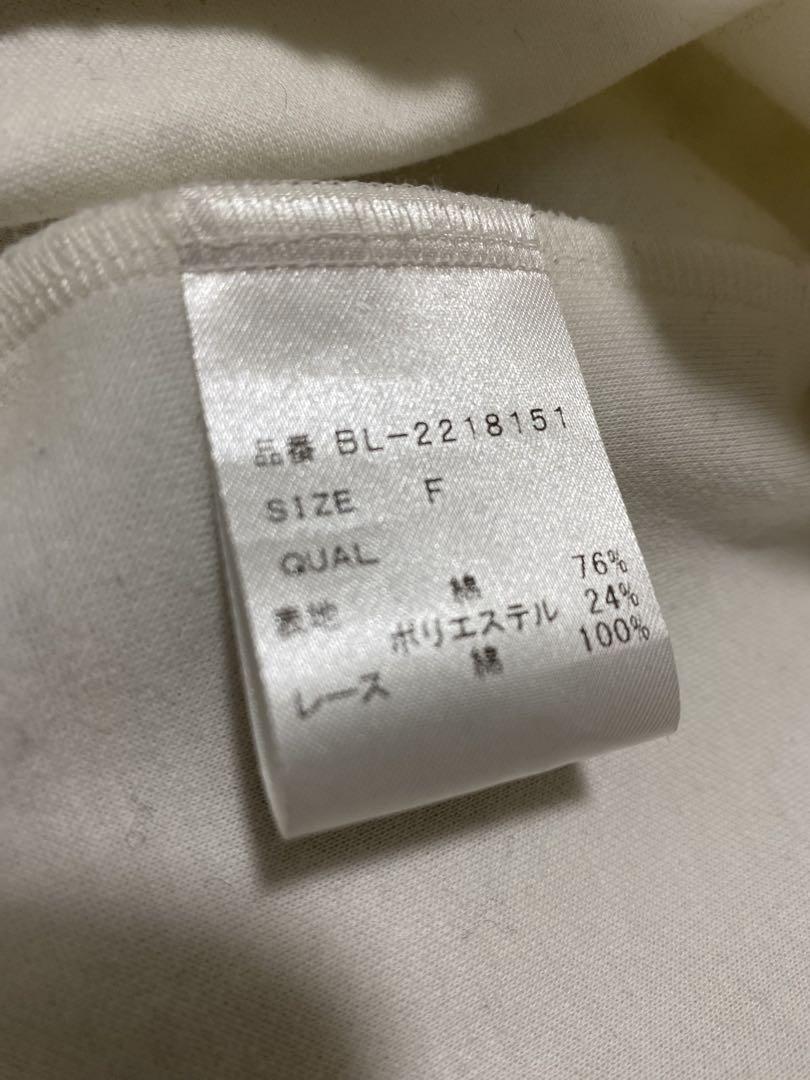 品番 BL-2218151
SIZE F
QUAL
表地 綿 76%
ポリエステル 24%
レース 綿 100%